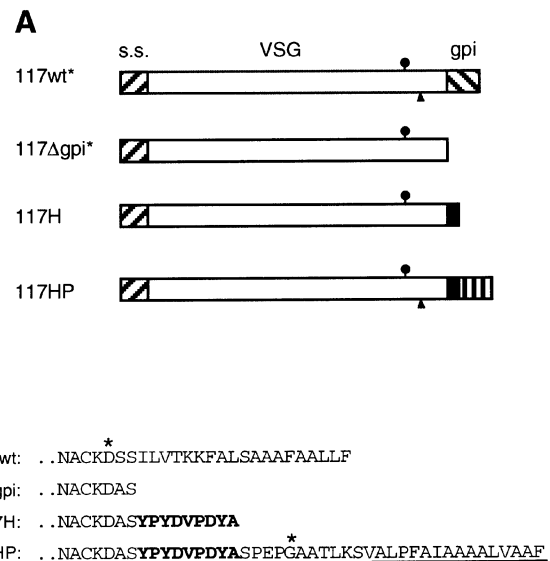 A
s.s. VSG gpi
117wt*
117Δgpi*
117H
117HP
*
wt: ..NACKDSSILVTKKFALSAAAFAALLF
gpi: ..NACKDAS
H: ..NACKDASYPYDVPDYA
*
HP: ..NACKDASYPYDVPDYASPEPGAATLKSVALPFAIAAAALVAAF